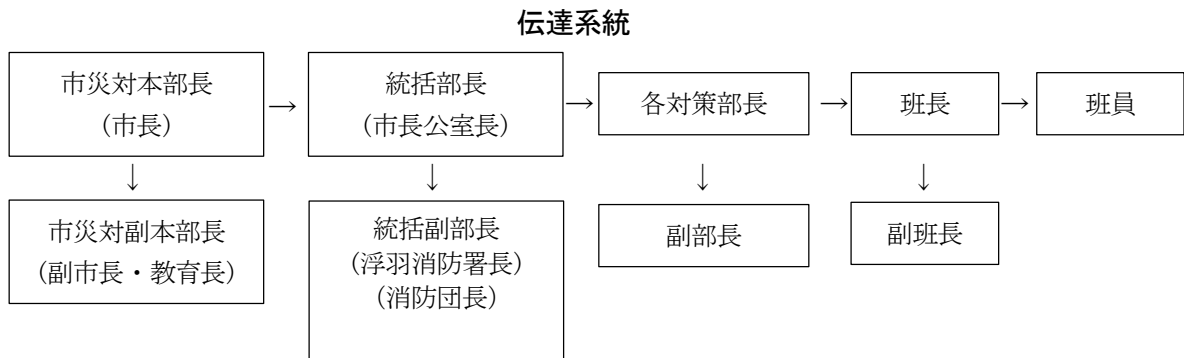 伝達系統
市災対本部長
（市長）
→
統括部長
（市長公室長）
→
各対策部長
→
班長
→
班員
↓
↓
↓
↓
市災対副本部長
（副市長・教育長）
統括副部長
（浮羽消防署長）
（消防団長）
副部長
副班長